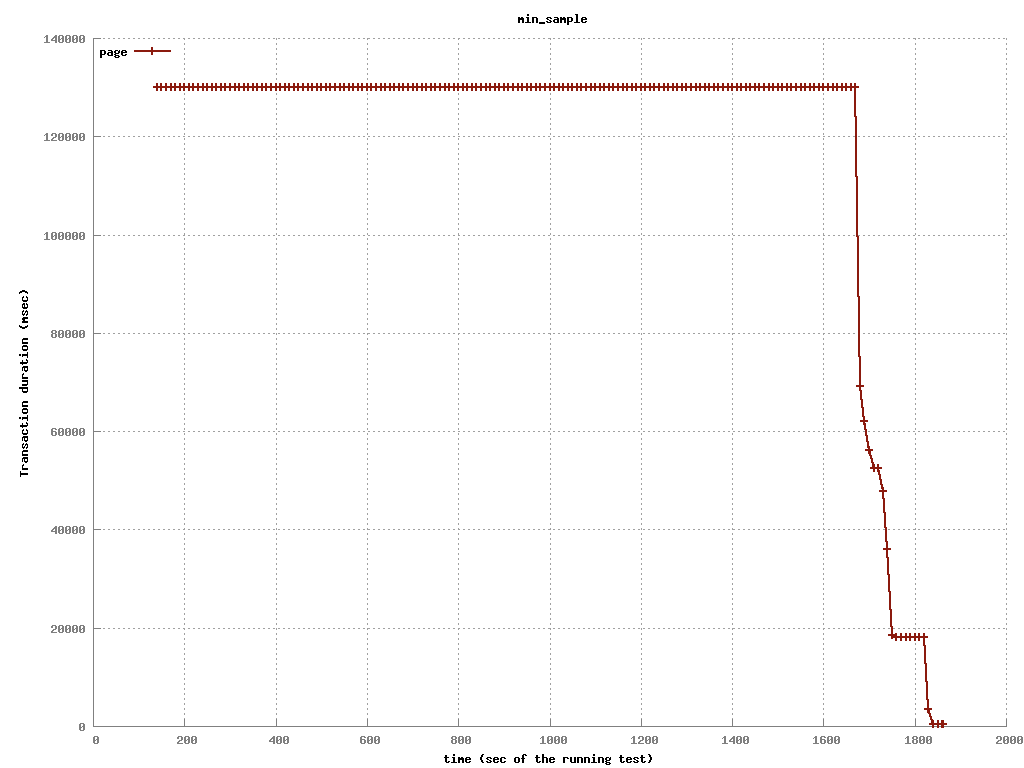 min_sample
page
140000
120000
100000
80000
60000
40000
20000
0
Transaction duration (msec)
0 200 400 600 800 1000 1200 1400 1600 1800 2000
time (sec of the running test)